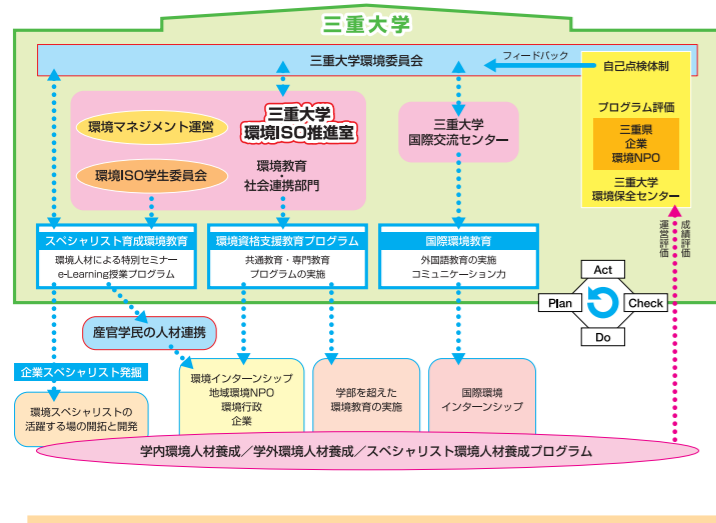 三重大学
三重大学環境委員会
フィードバック
自己点検体制
プログラム評価
三重県
企業
環境NPO
三重大学
環境保全センター
環境マネジメント運営
三重大学
環境ISO推進室
環境ISO学生委員会
環境教育
・
社会連携部門
三重大学
国際交流センター
運営評価
成績評価
スペシャリスト育成環境教育
環境人材による特別セミナー
e-Learning授業プログラム
環境資格支援教育プログラム
共通教育・専門教育
プログラムの実施
国際環境教育
外国語教育の実施
コミュニケーション力
Act
Plan
Check
Do
産官学民の人材連携
企業スペシャリスト発掘
環境スペシャリストの
活躍する場の開拓と開発
環境インターンシップ
地域環境NPO
環境行政
企業
学部を超えた
環境教育の実施
国際環境
インターンシップ
学内環境人材養成／学外環境人材養成／スペシャリスト環境人材養成プログラム